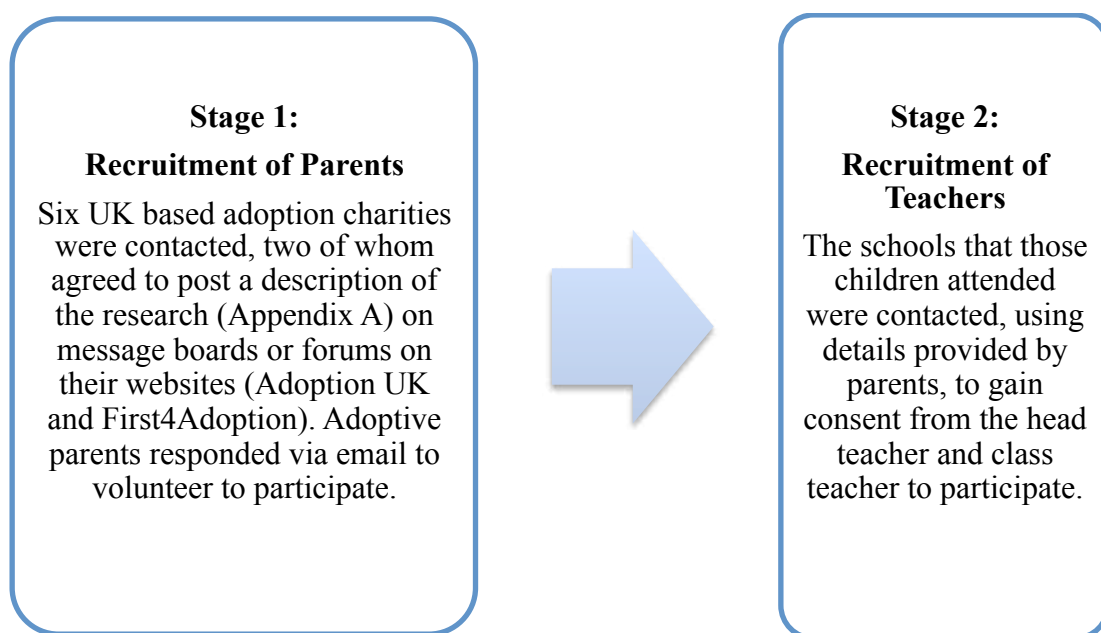 Stage 1:
Recruitment of Parents
Six UK based adoption charities
were contacted, two of whom
agreed to post a description of
the research (Appendix A) on
message boards or forums on
their websites (Adoption UK
and First4Adoption). Adoptive
parents responded via email to
volunteer to participate.
Stage 2:
Recruitment of
Teachers
The schools that those
children attended
were contacted, using
details provided by
parents, to gain
consent from the head
teacher and class
teacher to participate.